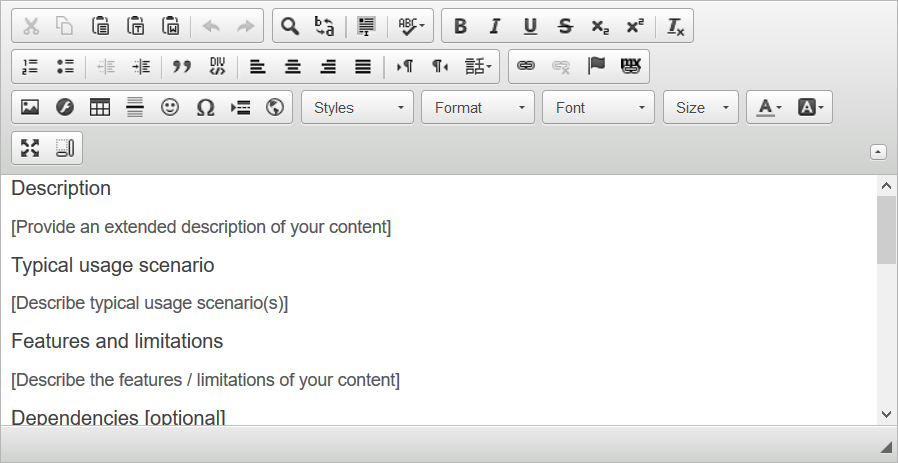 Styles Format Font Size
Description
[Provide an extended description of your content]
Typical usage scenario
[Describe typical usage scenario(s)]
Features and limitations
[Describe the features / limitations of your content]
Dependencies [optional]